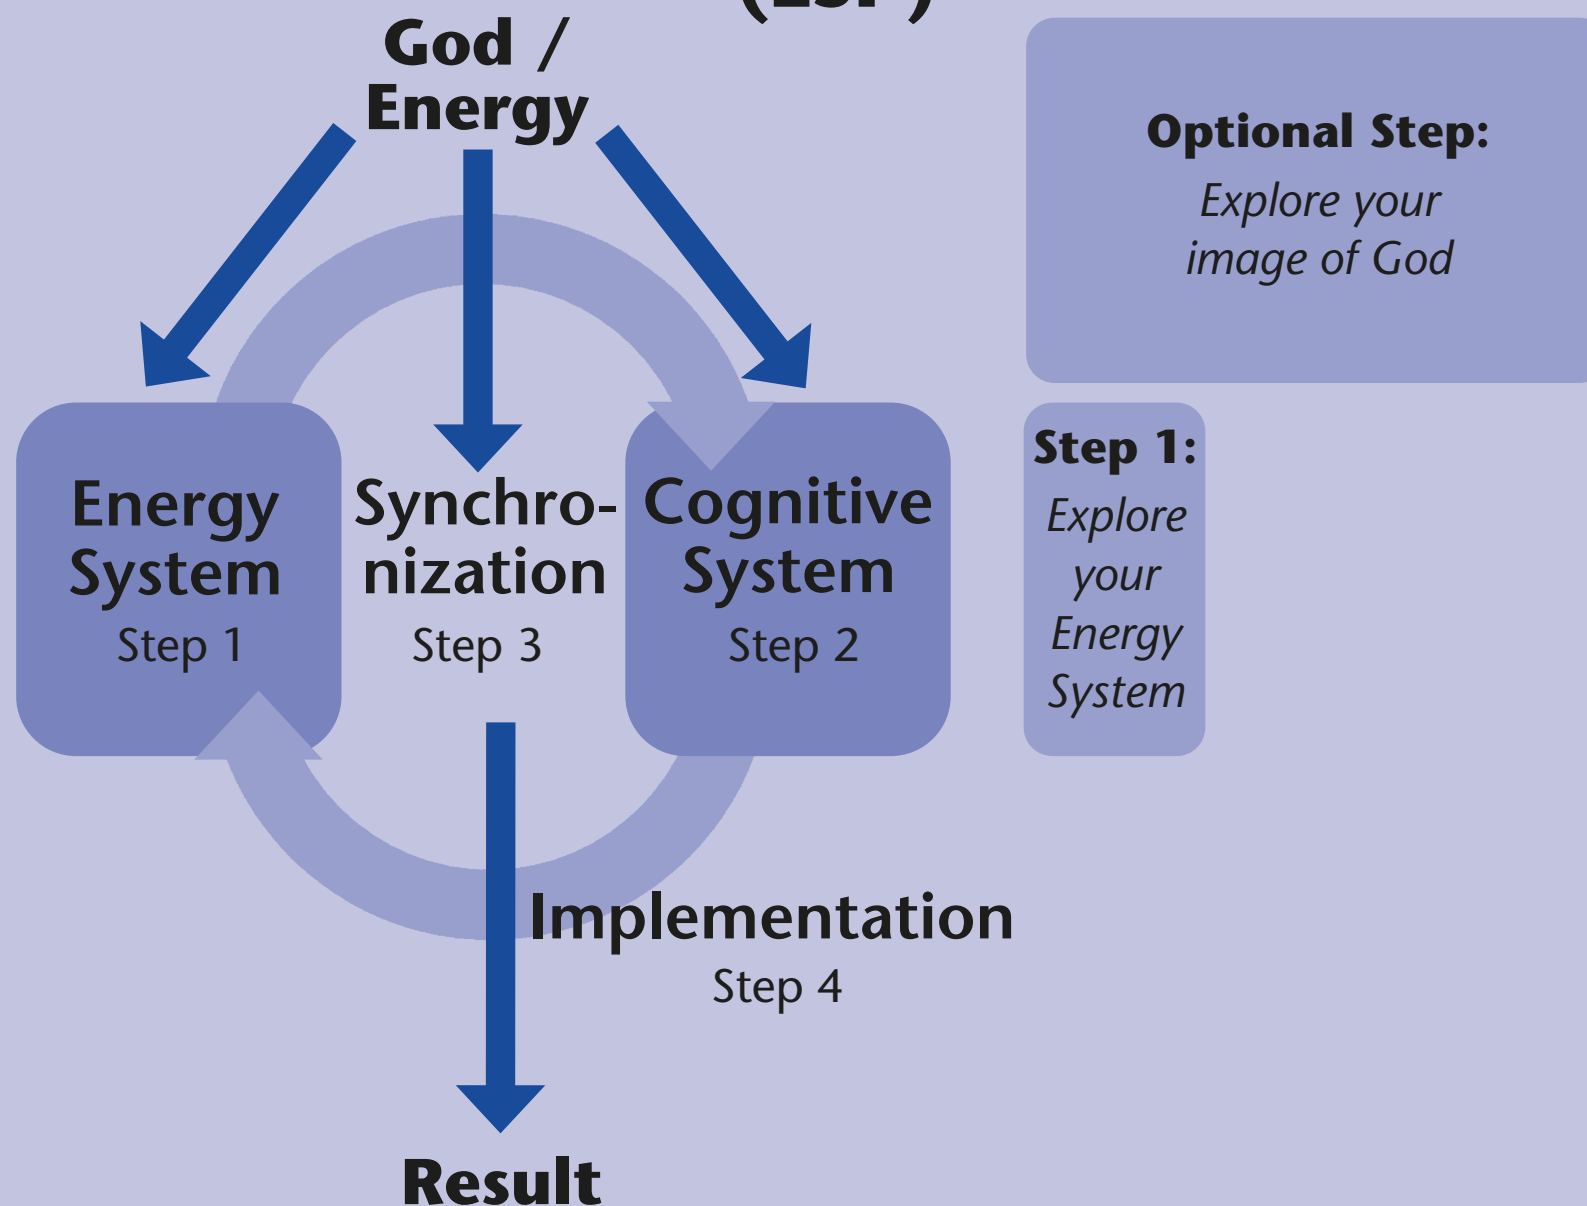 God /
Energy
Energy
System
Step 1
Synchro-
nization
Step 3
Cognitive
System
Step 2
Implementation
Step 4
Result
Optional Step:
Explore your
image of God
Step 1:
Explore
your
Energy
System